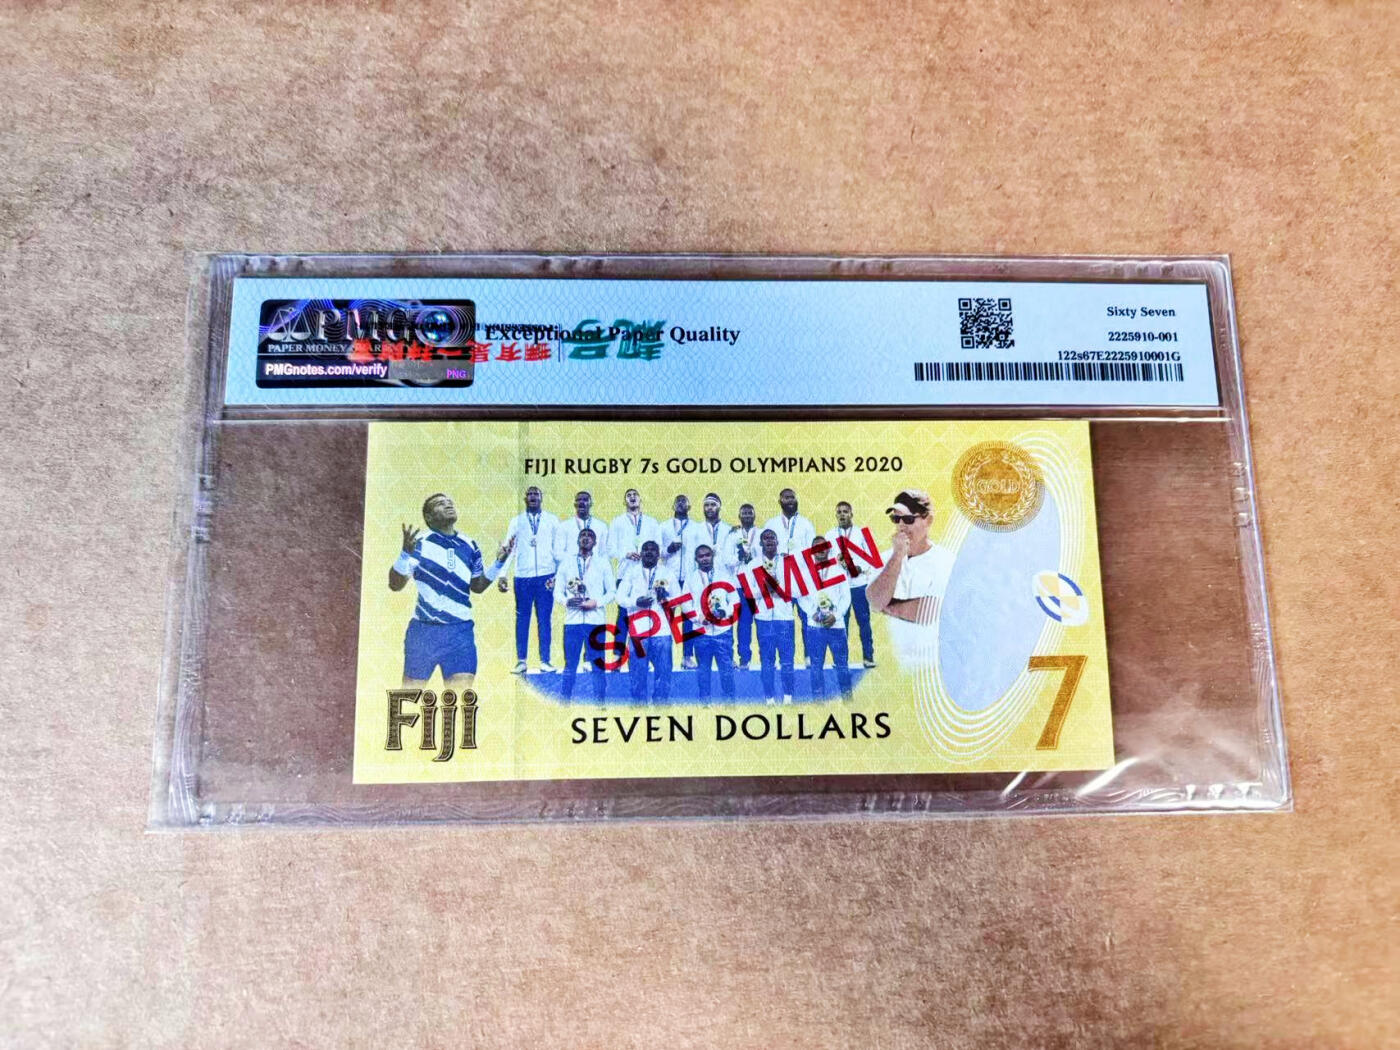 PMG
PAPER MONEY GUARANTY
PMGnotes.com/verify
PNG
Exceptional Paper Quality
Sixty Seven
2225910-001
122s67E2225910001G
FIJI RUGBY 7s GOLD OLYMPIANS 2020
GOLD
SPECIMEN
Fiji
SEVEN DOLLARS
7